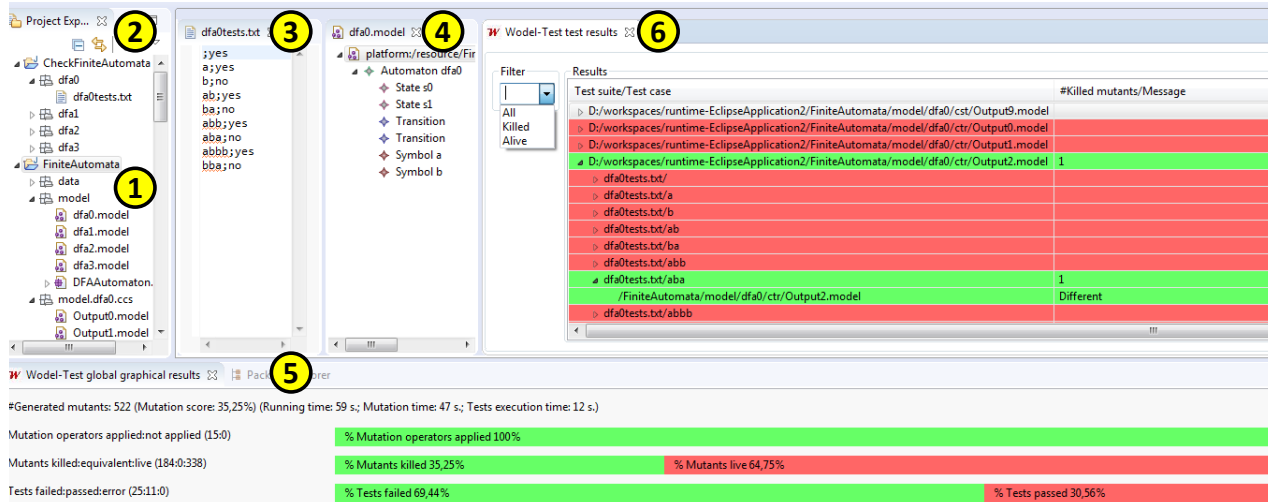 Project Exp...
2
CheckFiniteAutomata
dfa0
dfa0tests.txt
dfa1
dfa2
dfa3
FiniteAutomata
data
1
model
dfa0.model
dfa1.model
dfa2.model
dfa3.model
DFAAutomaton.
model.dfa0.ccs
Output0.model
Output1.model
dfa0tests.txt
3
;yes
a;yes
b;no
ab;yes
ba;no
abb;yes
aba;no
abbb;yes
bba;no
dfa0.model
4
platform:/resource/Fir
Automaton dfa0
State s0
State s1
Transition
Transition
Symbol a
Symbol b
Wodel-Test test results
6
Filter
All
Killed
Alive
Results
Test suite/Test case #Killed mutants/Message
D:/workspaces/runtime-EclipseApplication2/FiniteAutomata/model/dfa0/cst/Output9.model
D:/workspaces/runtime-EclipseApplication2/FiniteAutomata/model/dfa0/ctr/Output0.model
D:/workspaces/runtime-EclipseApplication2/FiniteAutomata/model/dfa0/ctr/Output1.model
D:/workspaces/runtime-EclipseApplication2/FiniteAutomata/model/dfa0/ctr/Output2.model 1
dfa0tests.txt/
dfa0tests.txt/a
dfa0tests.txt/b
dfa0tests.txt/ab
dfa0tests.txt/ba
dfa0tests.txt/abb
dfa0tests.txt/aba 1
/FiniteAutomata/model/dfa0/ctr/Output2.model Different
dfa0tests.txt/abbb
Wodel-Test global graphical results
5
#Generated mutants: 522 (Mutation score: 35,25%) (Running time: 59 s.; Mutation time: 47 s.; Tests execution time: 12 s.)
Mutation operators applied:not applied (15:0) % Mutation operators applied 100%
Mutants killed:equivalent:live (184:0:338) % Mutants killed 35,25% % Mutants live 64,75%
Tests failed:passed:error (25:11:0) % Tests failed 69,44% % Tests passed 30,56%